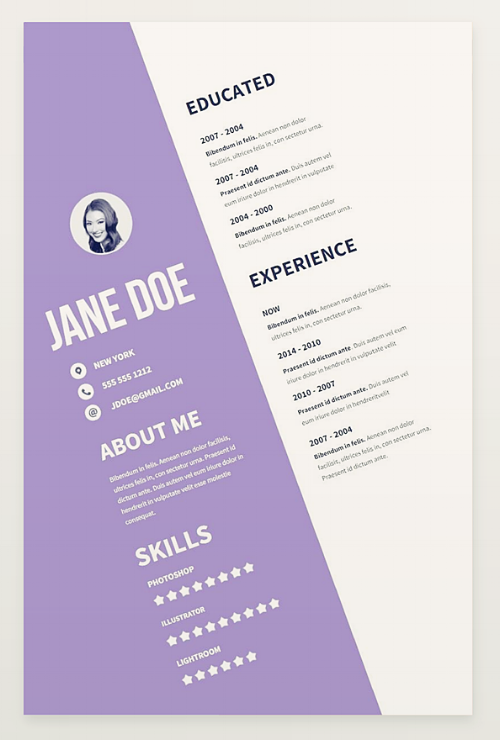 JANE DOE
NEW YORK
555 555 1212
JDOE@GMAIL.COM
ABOUT ME
Bibendum in felis. Aenean non dolor facilisis,
ultrices felis in, con sectetur urna. Praesent id
dictum ante. Duis autem vel eum iriure dolor in
hendrerit in vulputate velit esse molestie
consequat.
SKILLS
PHOTOSHOP
ILLUSTRATOR
LIGHTROOM
EDUCATED
2007 - 2004
Bibendum in felis. Aenean non dolor
facilisis, ultrices felis in, con sectetur urna.
2007 - 2004
Praesent id dictum ante. Duis autem vel
eum iriure dolor in hendrerit in vulputate
2004 - 2000
Bibendum in felis. Aenean non dolor
facilisis, ultrices felis in, con sectetur urna.
EXPERIENCE
NOW
Bibendum in felis. Aenean non dolor facilisis,
ultrices felis in, con sectetur urna.
2014 - 2010
Praesent id dictum ante. Duis autem vel eum
iriure dolor in hendrerit in vulputate velit
2010 - 2007
Praesent id dictum ante. Duis autem vel
eum iriure dolor in hendreritvelit
2007 - 2004
Bibendum in felis. Aenean non dolor
facilisis, ultrices felis in, con sectetur urna.
Praesent id dictum ante.